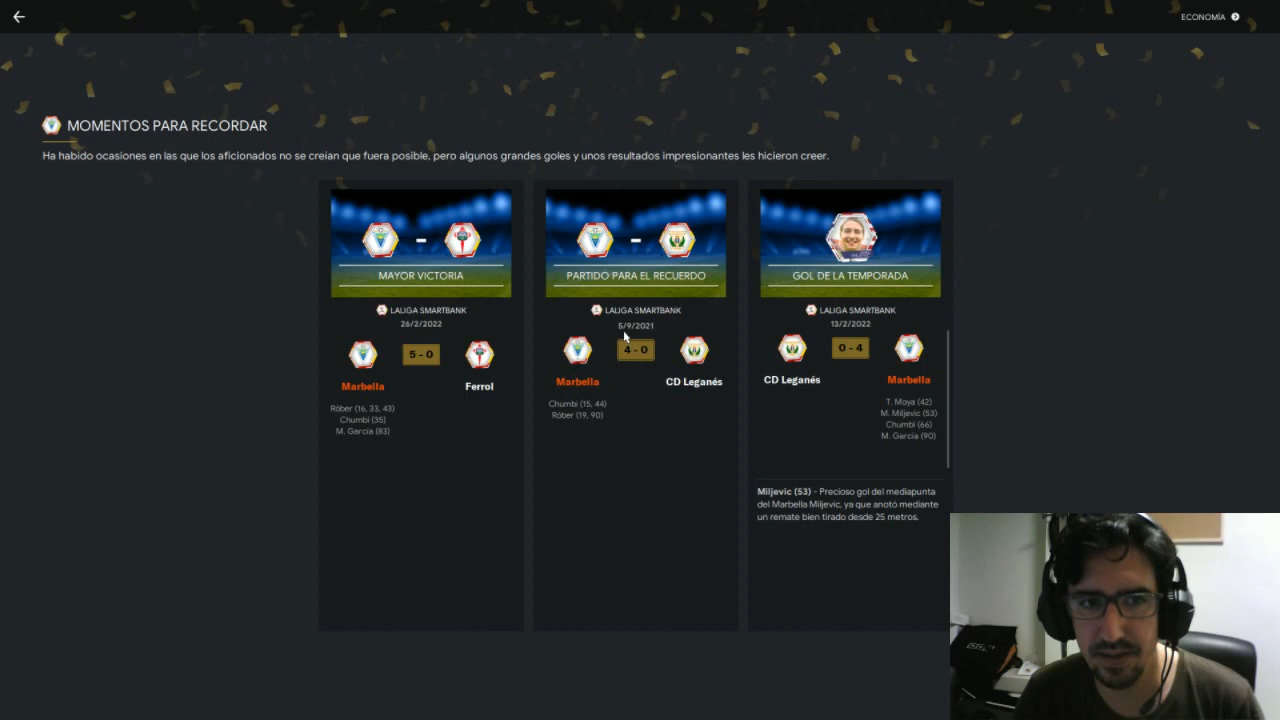 ECONOMÍA
MOMENTOS PARA RECORDAR
Ha habido ocasiones en las que los aficionados no se creían que fuera posible, pero algunos grandes goles y unos resultados impresionantes les hicieron creer.
MAYOR VICTORIA
LALIGA SMARTBANK
26/2/2022
5 - 0
Marbella
Ferrol
Róber (16, 33, 43)
Chumbi (35)
M. García (83)
PARTIDO PARA EL RECUERDO
LALIGA SMARTBANK
5/9/2021
4 - 0
Marbella
CD Leganés
Chumbi (15, 44)
Róber (19, 90)
GOL DE LA TEMPORADA
LALIGA SMARTBANK
13/2/2022
0 - 4
CD Leganés
Marbella
T. Moya (42)
M. Miljevic (53)
Chumbi (66)
M. García (90)
Miljevic (53) - Precioso gol del mediapunta
del Marbella Miljevic, ya que anotó mediante
un remate bien tirado desde 25 metros.